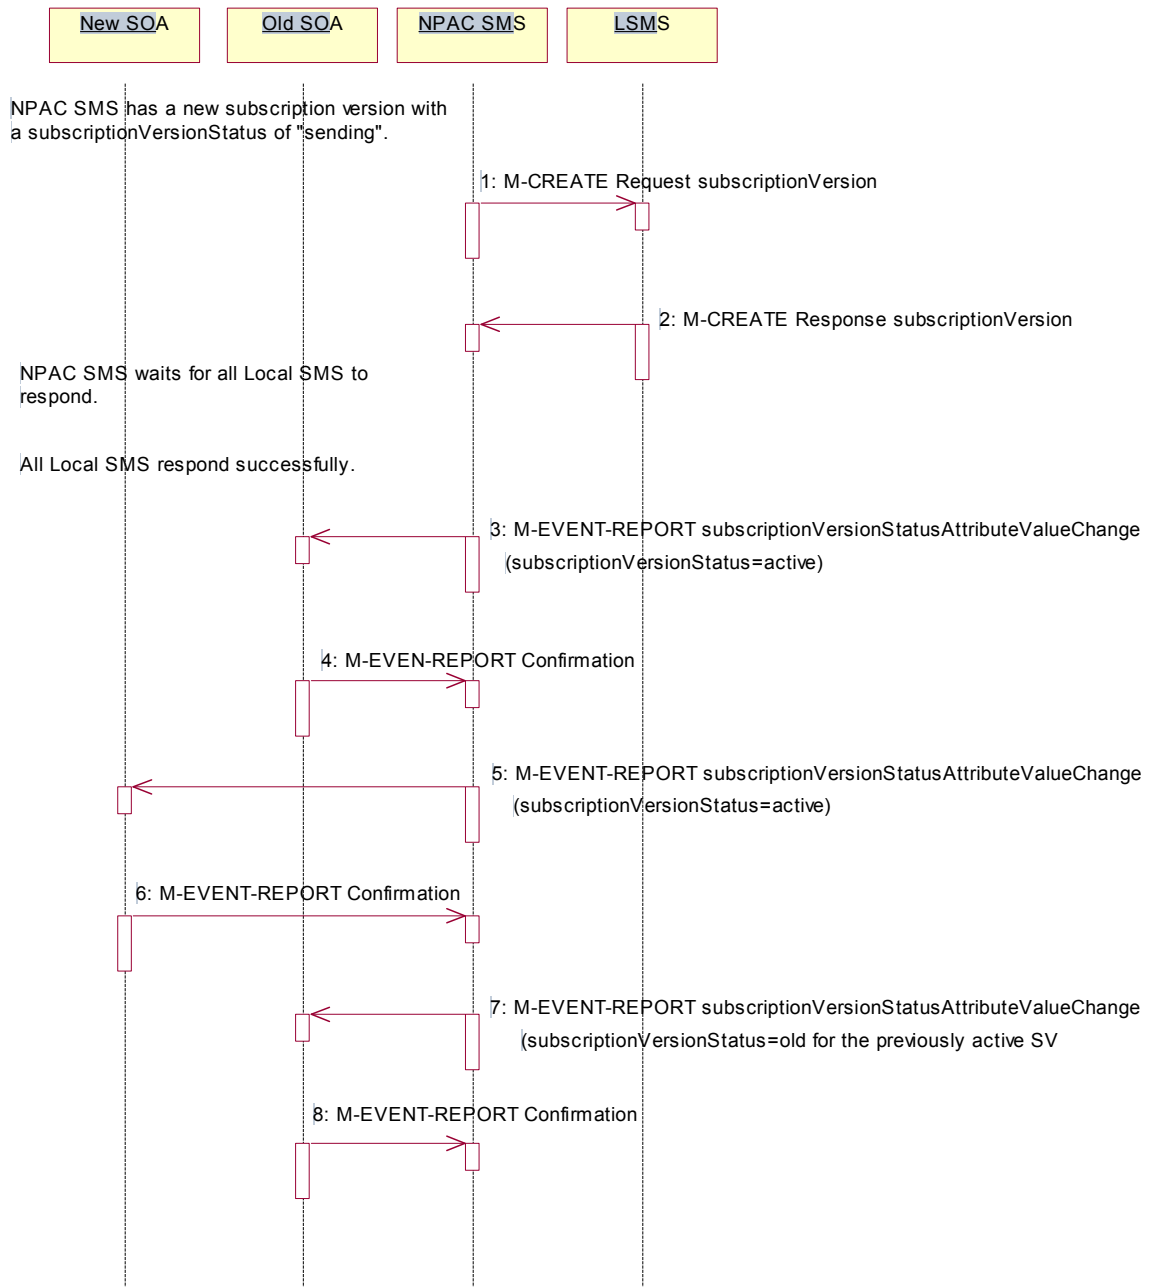 New SOA
Old SOA
NPAC SMS
LSMS
NPAC SMS has a new subscription version with
a subscriptionVersionStatus of "sending".
1: M-CREATE Request subscriptionVersion
2: M-CREATE Response subscriptionVersion
NPAC SMS waits for all Local SMS to
respond.
All Local SMS respond successfully.
3: M-EVENT-REPORT subscriptionVersionStatusAttributeValueChange
(subscriptionVersionStatus=active)
4: M-EVEN-REPORT Confirmation
5: M-EVENT-REPORT subscriptionVersionStatusAttributeValueChange
(subscriptionVersionStatus=active)
6: M-EVENT-REPORT Confirmation
7: M-EVENT-REPORT subscriptionVersionStatusAttributeValueChange
(subscriptionVersionStatus=old for the previously active SV
8: M-EVENT-REPORT Confirmation